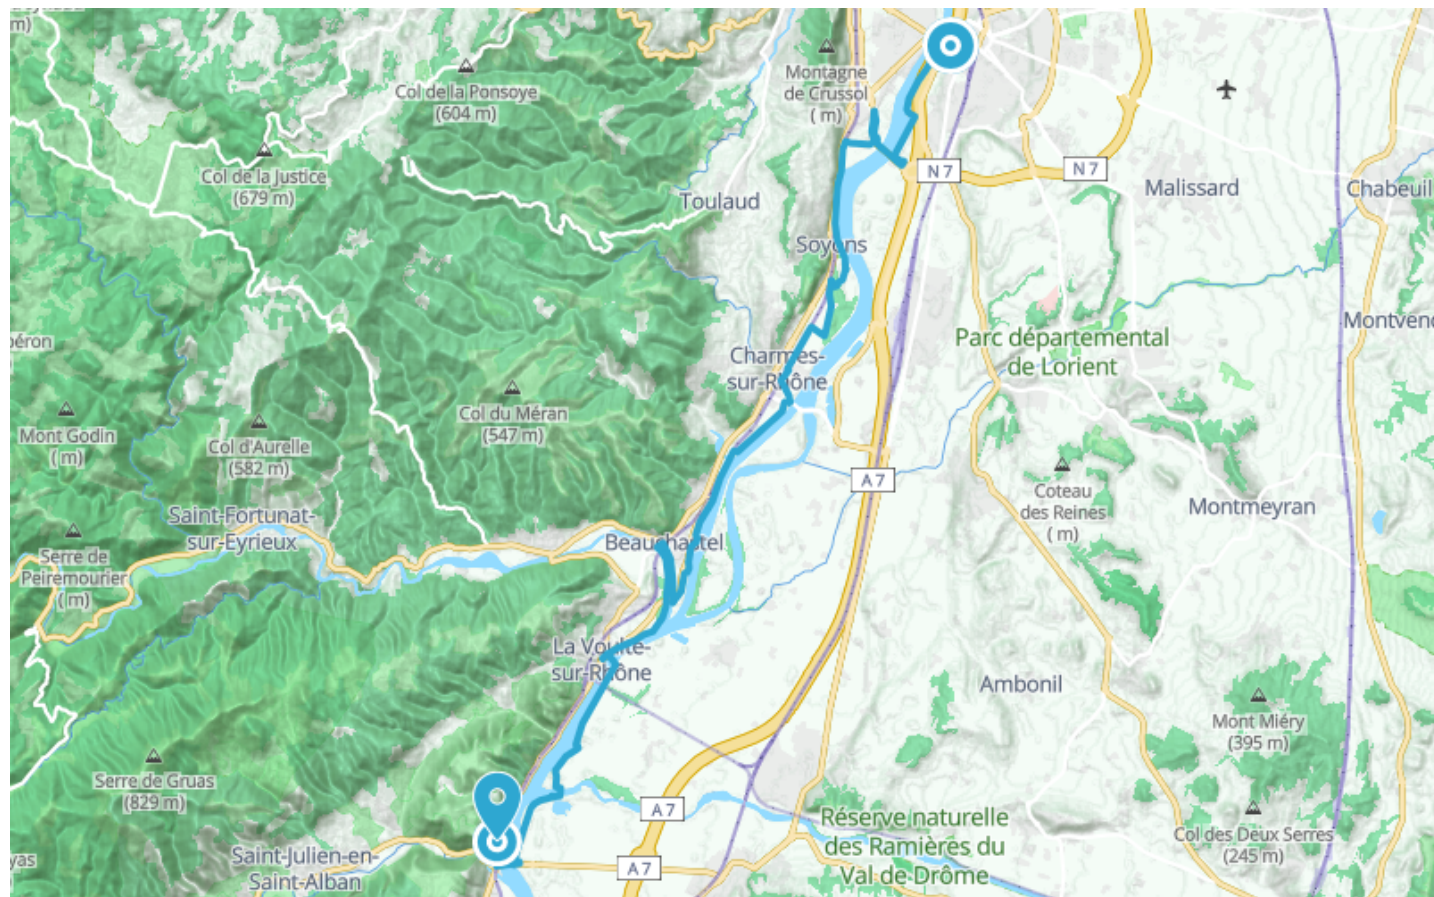 m)
Col de la Ponsoye
(604 m)
Montagne
de Crussol
( m)
Col de la Justice
(679 m)
N 7
N 7
Malissard
Chabeuil
Toulaud
Soyons
Parc départemental
de Lorient
Montvend
Charmes-
sur-Rhône
Col du Méran
(547 m)
Mont Godin
( m)
Col d'Aurelle
(582 m)
A 7
Coteau
des Reines
( m)
Montmeyran
Saint-Fortunat-
sur-Eyrieux
Beauchastel
Serre de
Peiremourier
( m)
La Voulte-
sur-Rhône
Ambonil
Mont Miéry
(395 m)
Serre de Gruas
(829 m)
A 7
Réserve naturelle
des Ramières du
Val de Drôme
Col des Deux Serres
(245 m)
yas
Saint-Julien-en-
Saint-Alban
A 7